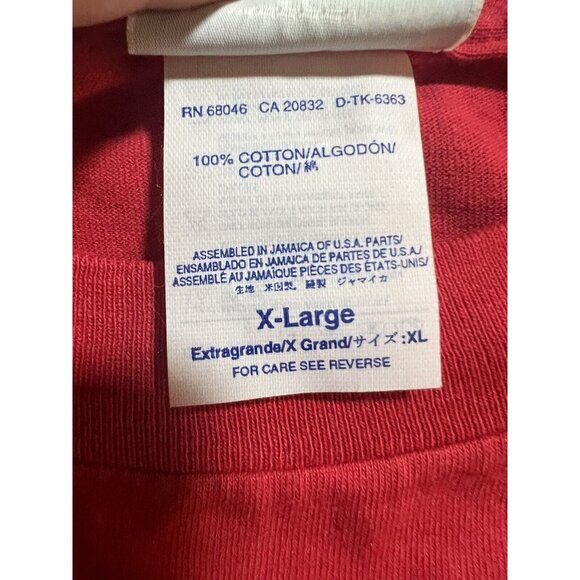 RN 68046 CA 20832 D-TK-6363
100% COTTON/ALGODÓN/
COTON/綿
ASSEMBLED IN JAMAICA OF U.S.A. PARTS/
ENSAMBLADO EN JAMAICA DE PARTES DE U.S.A./
ASSEMBLÉ AU JAMAÏQUE PIÈCES DES ÉTATS-UNIS/
生地 米国製, 縫製 ジャマイカ
X-Large
Extragrande/X Grand/サイズ:XL
FOR CARE SEE REVERSE